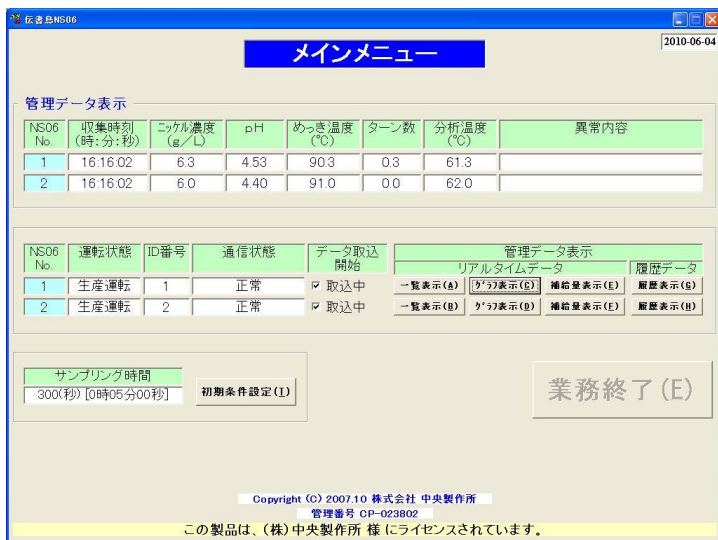 伝書鳥NS06
メインメニュー
2010-06-04
管理データ表示
NS06 No. 収集時刻 (時:分:秒) ニッケル濃度 (g/L) pH めっき温度 (℃) ターン数 分析温度 (℃) 異常内容
1 16:16:02 6.3 4.53 90.3 0.3 61.3
2 16:16:02 6.0 4.40 91.0 0.0 62.0
NS06 No. 運転状態 ID番号 通信状態 データ取込開始 管理データ表示
リアルタイムデータ 履歴データ
1 生産運転 1 正常 取込中 一覧表示(A) グラフ表示(C) 補給量表示(E) 履歴表示(G)
2 生産運転 2 正常 取込中 一覧表示(B) グラフ表示(D) 補給量表示(F) 履歴表示(H)
サンプリング時間
300(秒) [0時05分00秒]
初期条件設定(I)
業務終了(E)
Copyright (C) 2007.10 株式会社 中央製作所
管理番号 CP-023802
この製品は、(株)中央製作所 様 にライセンスされています。